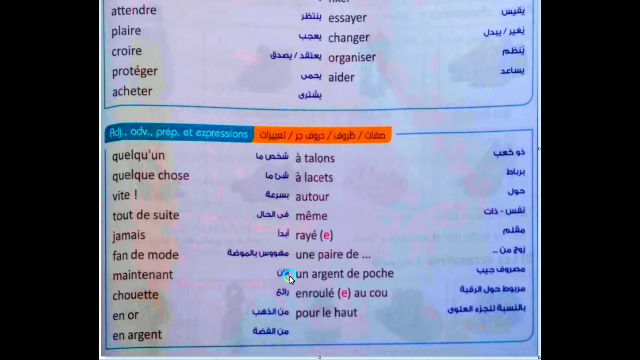 attendre ينتظر
essayer يقيس
plaire يعجب
changer يغير / يبدل
croire يعتقد / يصدق
organiser يُنظم
protéger يحمى
aider يساعد
acheter يشترى
Adj., adv., prép. et expressions صفات / ظروف / حروف جر / تعبيرات
quelqu'un شخص ما
à talons ذو كعب
quelque chose شئ ما
à lacets برباط
vite ! بسرعة
autour حول
tout de suite فى الحال
même نفس - ذات
jamais أبداً
rayé (e) مقلم
fan de mode مهووس بالموضة
une paire de ... زوج من ..
maintenant
un argent de poche مصروف جيب
chouette رائع
enroulé (e) au cou مربوط حول الرقبة
en or من الذهب
pour le haut بالنسبة للجزء العلوى
en argent من الفضة